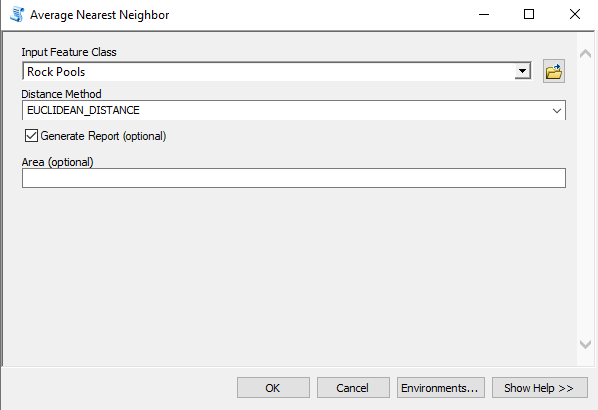 Average Nearest Neighbor
Input Feature Class
Rock Pools
Distance Method
EUCLIDEAN_DISTANCE
Generate Report (optional)
Area (optional)
OK Cancel Environments... Show Help >>